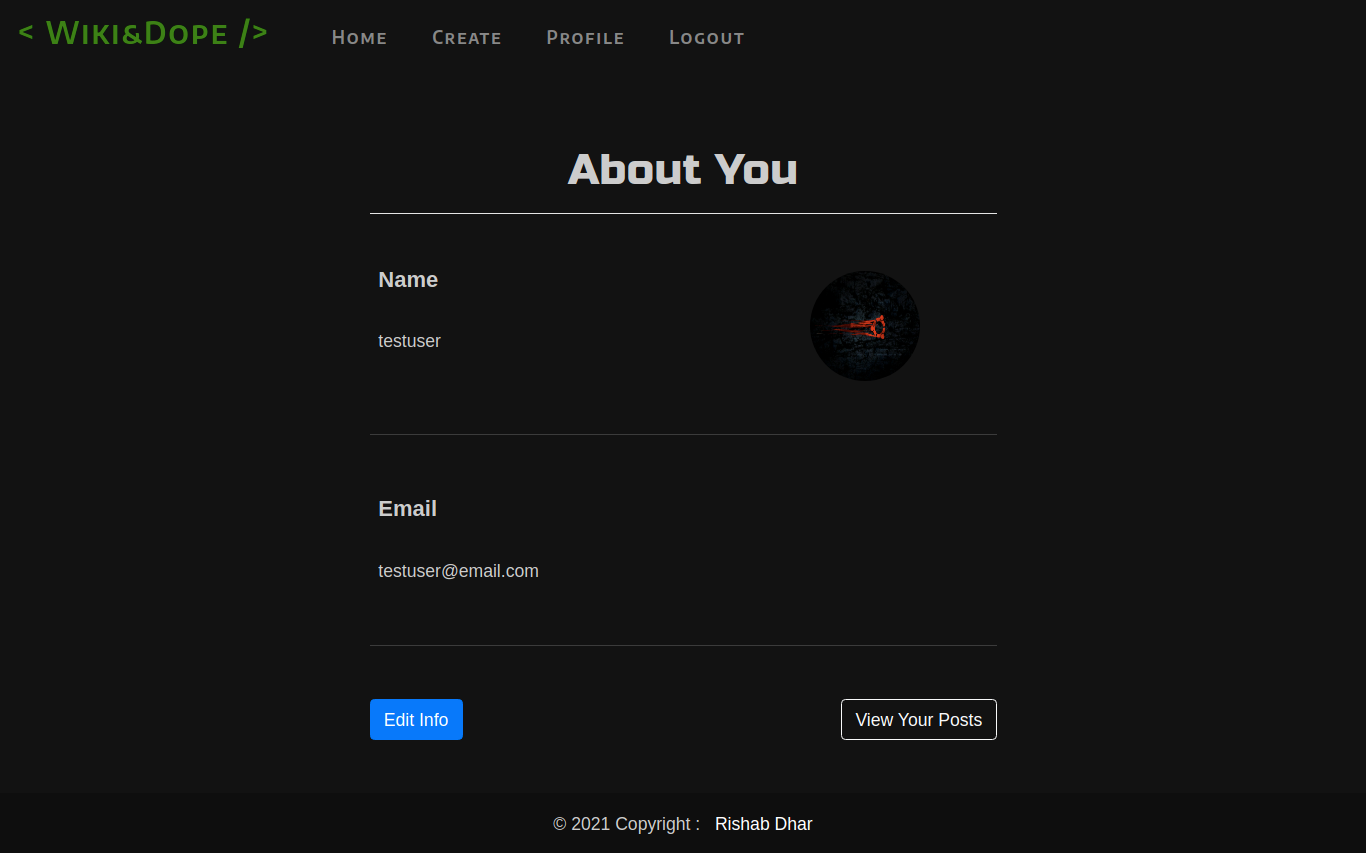 < Wiki&Dope /> Home Create Profile Logout
About You
Name
testuser
Email
testuser@email.com
Edit Info View Your Posts
© 2021 Copyright : Rishab Dhar